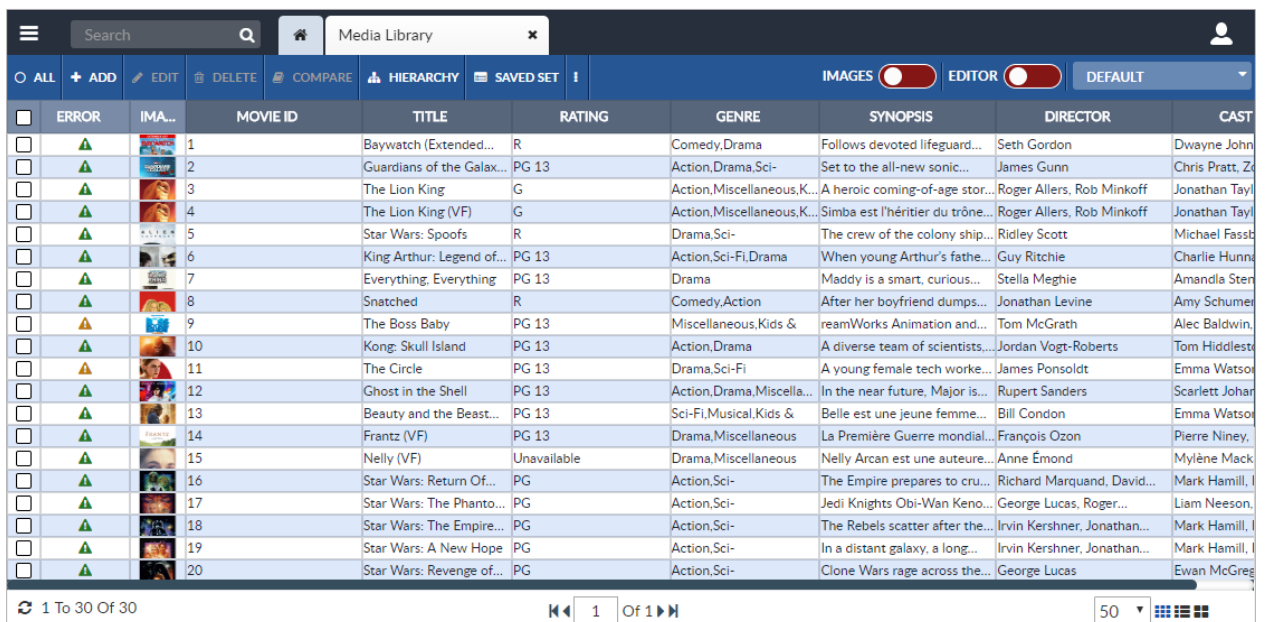 Search Media Library ×
ALL + ADD EDIT DELETE COMPARE HIERARCHY SAVED SET IMAGES EDITOR DEFAULT
ERROR IMA... MOVIE ID TITLE RATING GENRE SYNOPSIS DIRECTOR CAST
1 Baywatch (Extended... R Comedy,Drama Follows devoted lifeguard... Seth Gordon Dwayne John
2 Guardians of the Galax... PG 13 Action,Drama,Sci- Set to the all-new sonic... James Gunn Chris Pratt, Zo
3 The Lion King G Action,Miscellaneous,K... A heroic coming-of-age stor... Roger Allers, Rob Minkoff Jonathan Tayl
4 The Lion King (VF) G Action,Miscellaneous,K... Simba est l'héritier du trône... Roger Allers, Rob Minkoff Jonathan Tayl
5 Star Wars: Spoofs R Drama,Sci- The crew of the colony ship... Ridley Scott Michael Fassb
6 King Arthur: Legend of... PG 13 Action,Sci-Fi,Drama When young Arthur's fathe... Guy Ritchie Charlie Hunna
7 Everything, Everything PG 13 Drama Maddy is a smart, curious... Stella Meghie Amandla Sten
8 Snatched R Comedy,Action After her boyfriend dumps... Jonathan Levine Amy Schumer
9 The Boss Baby PG 13 Miscellaneous,Kids & reamWorks Animation and... Tom McGrath Alec Baldwin,
10 Kong: Skull Island PG 13 Action,Drama A diverse team of scientists,... Jordan Vogt-Roberts Tom Hiddlesto
11 The Circle PG 13 Drama,Sci-Fi A young female tech worke... James Ponsoldt Emma Watson
12 Ghost in the Shell PG 13 Action,Drama,Miscella... In the near future, Major is... Rupert Sanders Scarlett Johan
13 Beauty and the Beast... PG 13 Sci-Fi,Musical,Kids & Belle est une jeune femme... Bill Condon Emma Watson
14 Frantz (VF) PG 13 Drama,Miscellaneous La Première Guerre mondial... François Ozon Pierre Niney,
15 Nelly (VF) Unavailable Drama,Miscellaneous Nelly Arcan est une auteure... Anne Émond Mylène Mack
16 Star Wars: Return Of... PG Action,Sci- The Empire prepares to cru... Richard Marquand, David... Mark Hamill,
17 Star Wars: The Phanto... PG Action,Sci- Jedi Knights Obi-Wan Keno... George Lucas, Roger... Liam Neeson,
18 Star Wars: The Empire... PG Action,Sci- The Rebels scatter after the... Irvin Kershner, Jonathan... Mark Hamill,
19 Star Wars: A New Hope PG Action,Sci- In a distant galaxy, a long... Irvin Kershner, Jonathan... Mark Hamill,
20 Star Wars: Revenge of... PG Action,Sci- Clone Wars rage across the... George Lucas Ewan McGreg
1 To 30 Of 30 1 Of 1 50